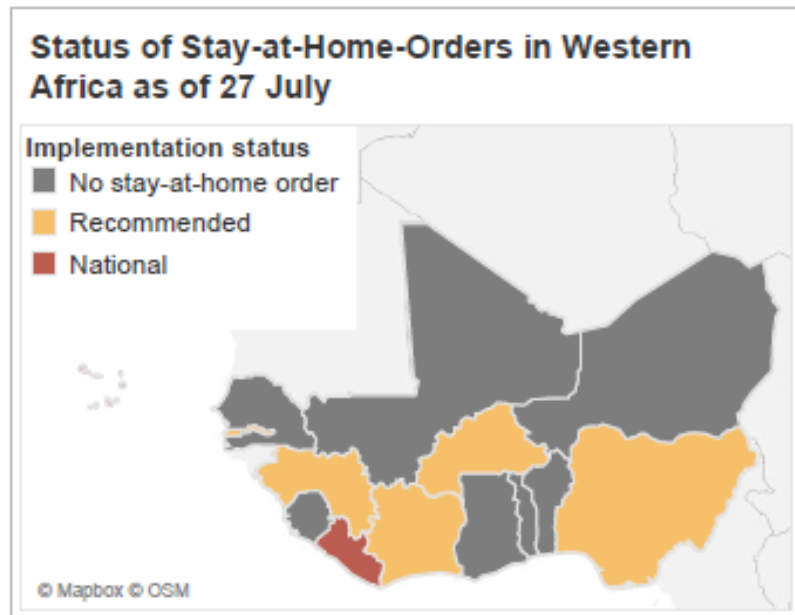 Status of Stay-at-Home-Orders in Western
Africa as of 27 July
Implementation status
No stay-at-home order
Recommended
National
© Mapbox © OSM